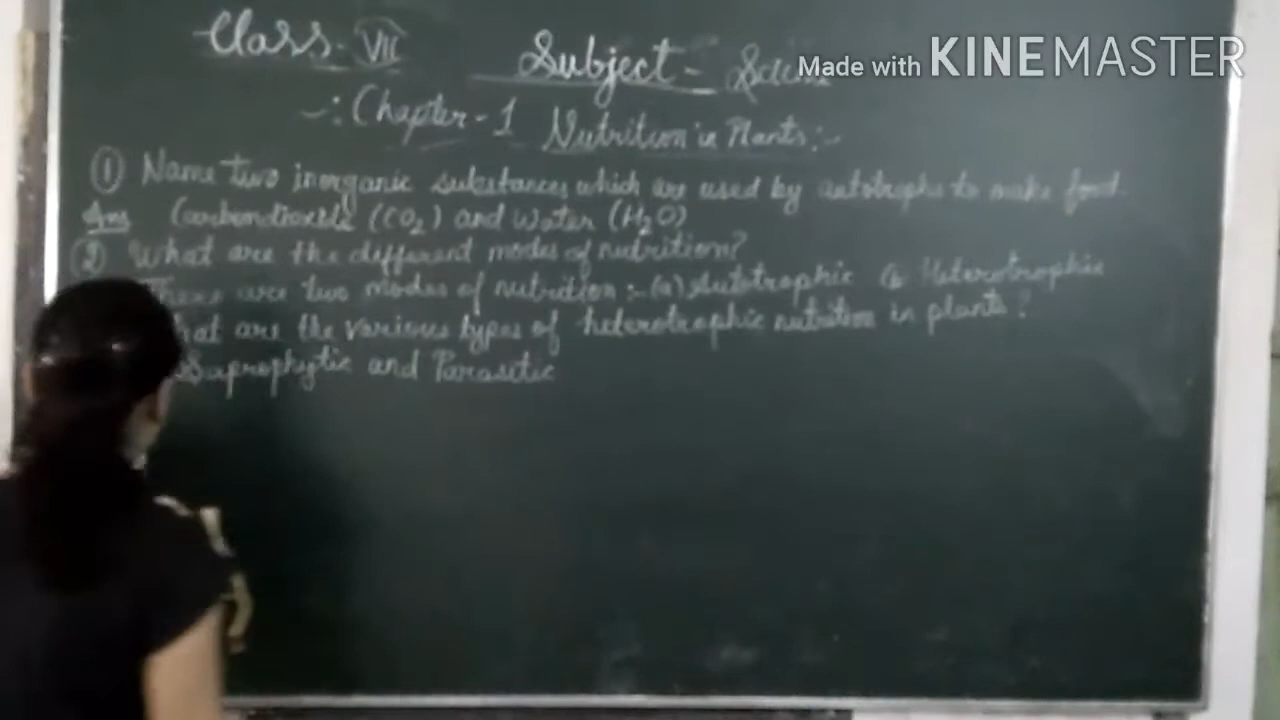 Class - VII Subject -
Made with KINEMASTER
-: Chapter - 1 Nutrition in Plants :-
① Name two inorganic substances which are used by autotrophs to make food.
Ans Carbondioxide (CO₂) and Water (H₂O)
② What are the different modes of nutrition?
There are two modes of nutrition :- (a) Autotrophic Heterotrophic
hat are the various types of heterotrophic nutrition in plants?
Saprophytic and Parasitic